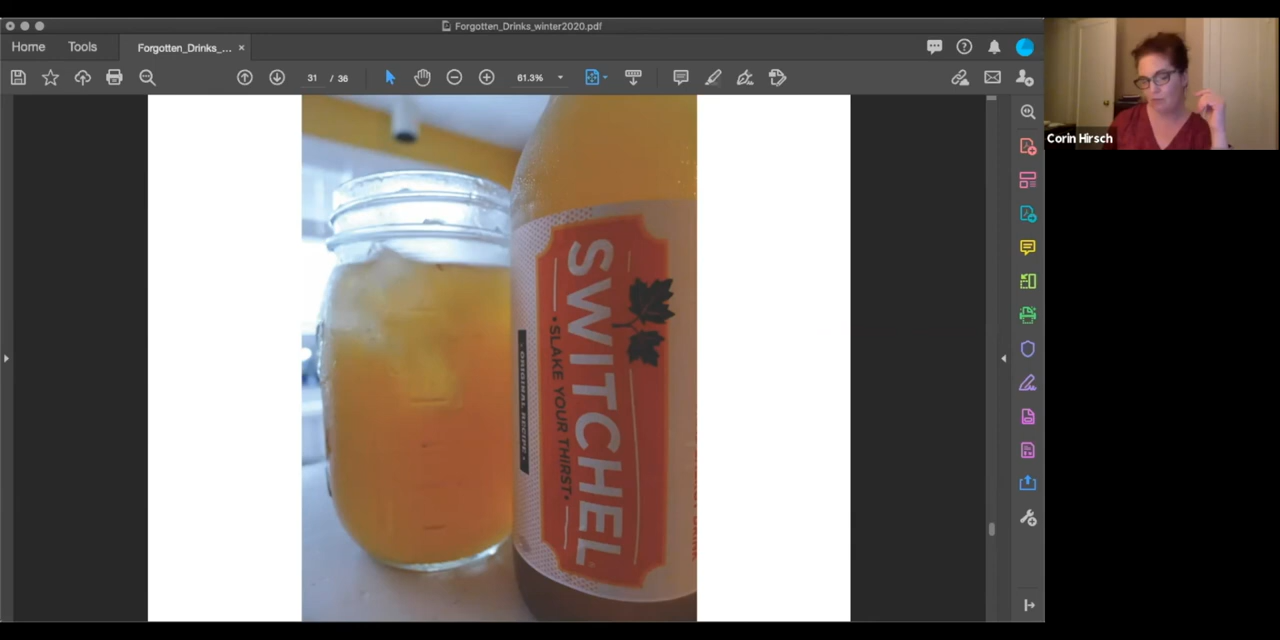 Forgotten_Drinks_winter2020.pdf
Home
Tools
Forgotten_Drinks_...
31 / 36
61.3%
Corin Hirsch
SWITCHEL
• SLAKE YOUR THIRST •
• ORIGINAL RECIPE •